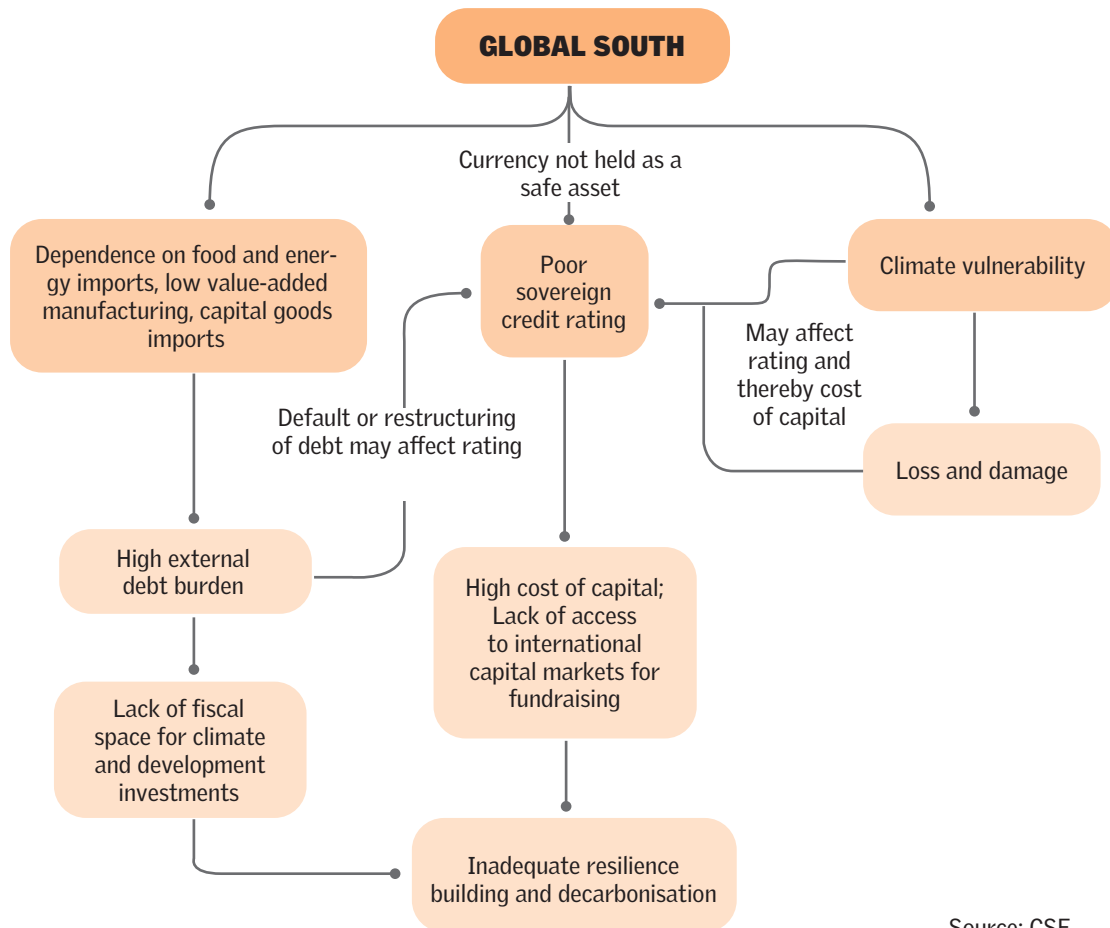 GLOBAL SOUTH
Currency not held as a
safe asset
Dependence on food and ener-
gy imports, low value-added
manufacturing, capital goods
imports
Poor
sovereign
credit rating
Climate vulnerability
May affect
rating and
thereby cost
of capital
Default or restructuring
of debt may affect rating
Loss and damage
High external
debt burden
High cost of capital;
Lack of access
to international
capital markets for
fundraising
Lack of fiscal
space for climate
and development
investments
Inadequate resilience
building and decarbonisation
Source: CSE